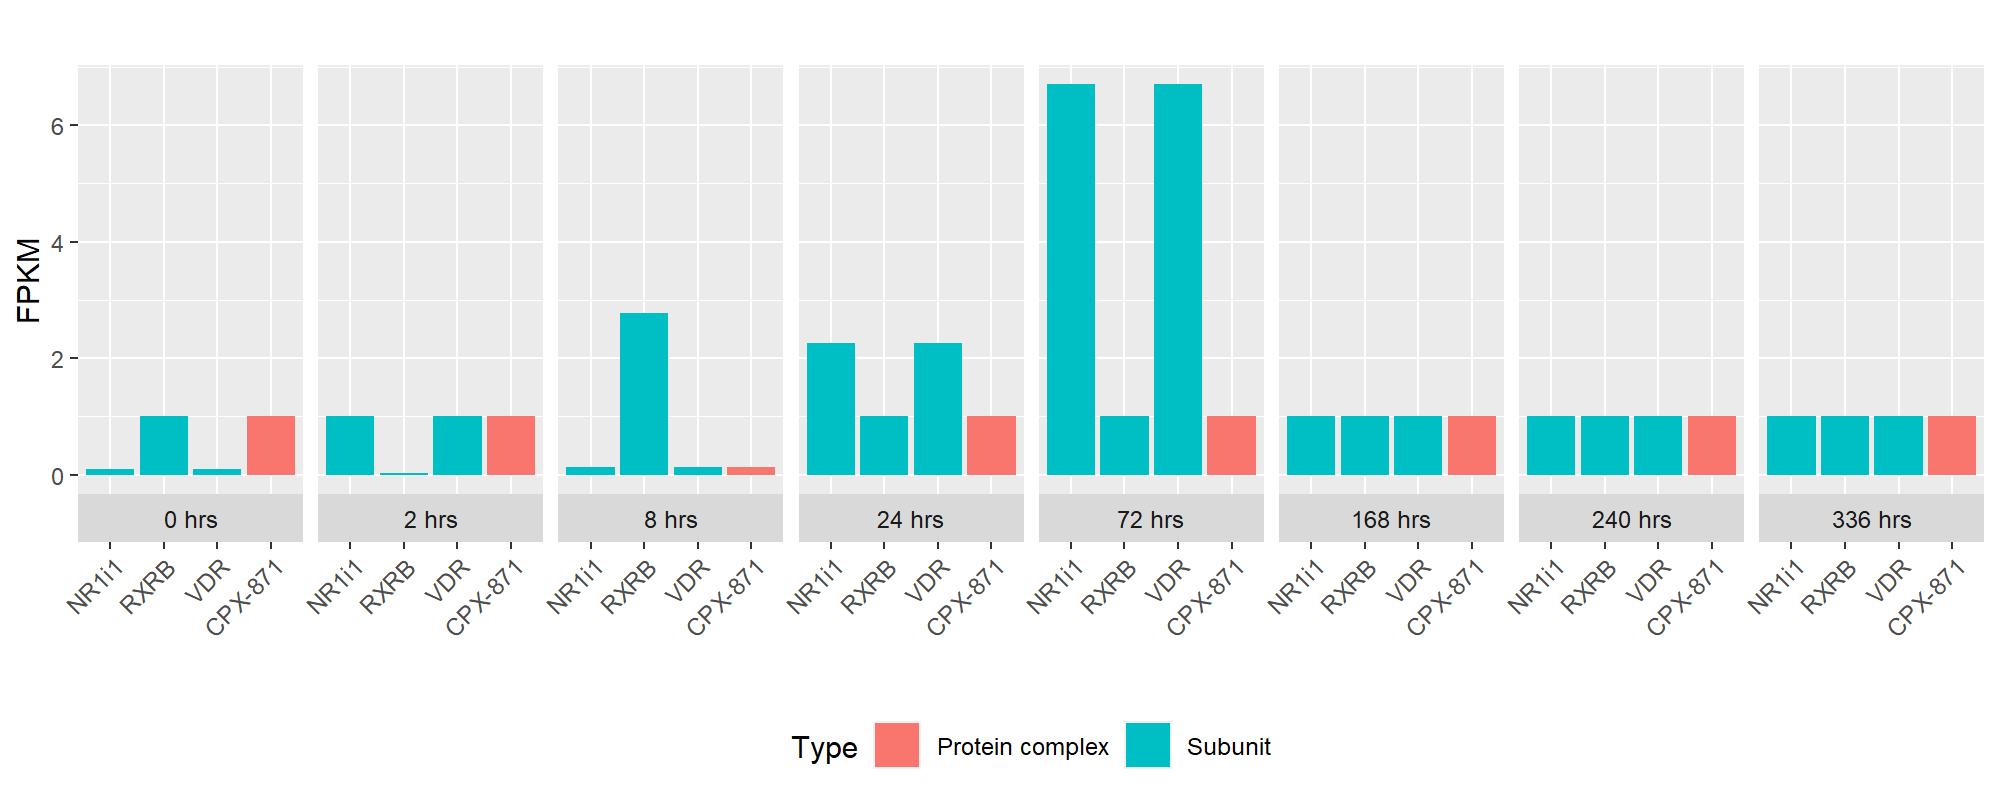 FPKM
6
4
2
0
0 hrs
2 hrs
8 hrs
24 hrs
72 hrs
168 hrs
240 hrs
336 hrs
NR1i1
RXRB
VDR
CPX-871
NR1i1
RXRB
VDR
CPX-871
NR1i1
RXRB
VDR
CPX-871
NR1i1
RXRB
VDR
CPX-871
NR1i1
RXRB
VDR
CPX-871
NR1i1
RXRB
VDR
CPX-871
NR1i1
RXRB
VDR
CPX-871
NR1i1
RXRB
VDR
CPX-871
Type Protein complex Subunit